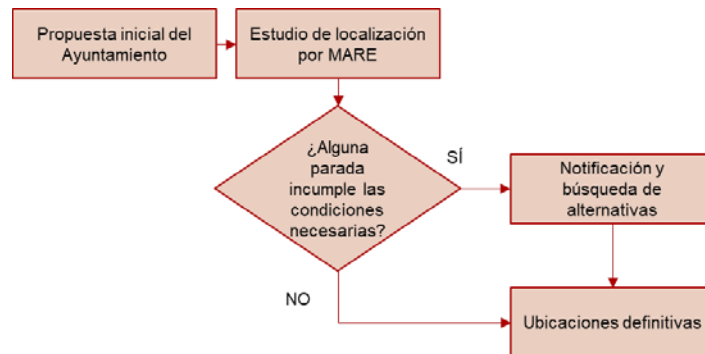 Propuesta inicial del
Ayuntamiento
Estudio de localización
por MARE
¿Alguna
parada
incumple las
condiciones
necesarias?
SÍ
Notificación y
búsqueda de
alternativas
NO
Ubicaciones definitivas